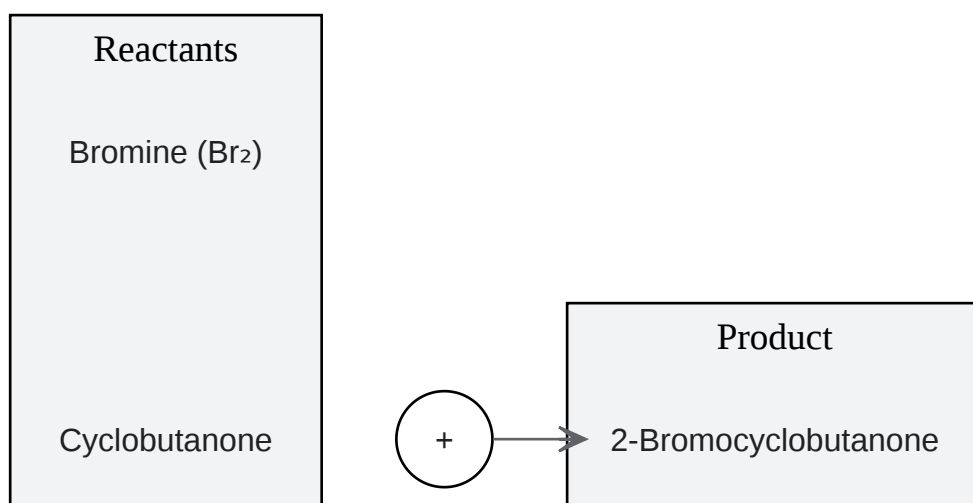 Reactants
Bromine (Br₂)
Cyclobutanone
+
Product
2-Bromocyclobutanone